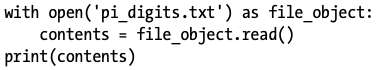 with open('pi_digits.txt') as file_object:
    contents = file_object.read()
print(contents)